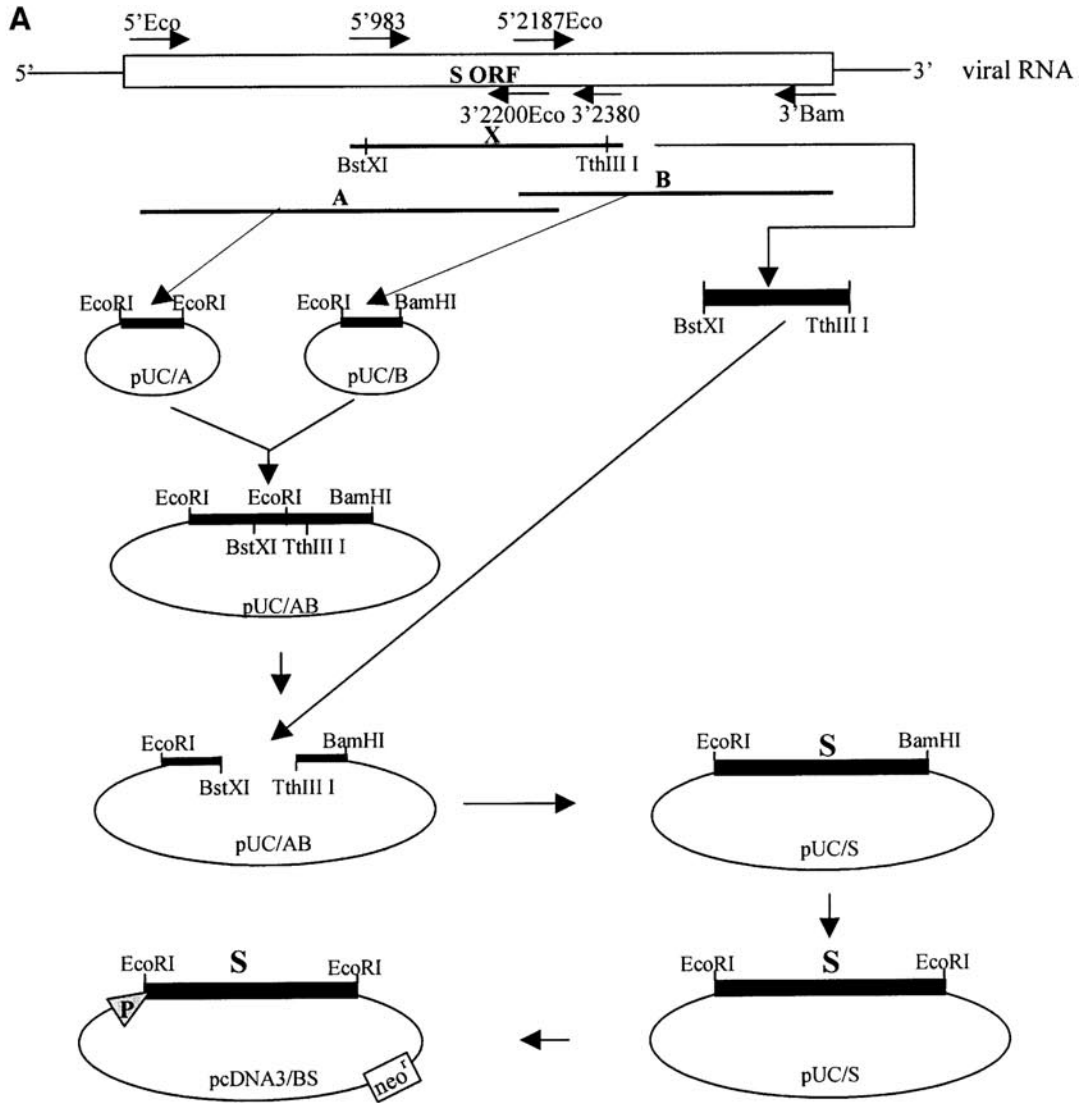 A
5'Eco 5'983 5'2187Eco
5' S ORF 3' viral RNA
3'2200Eco 3'2380 3'Bam
X
BstXI TthIII I
B
A
EcoRI EcoRI EcoRI BamHI
BstXI TthIII I
pUC/A pUC/B
EcoRI EcoRI BamHI
BstXI TthIII I
pUC/AB
EcoRI BamHI
BstXI TthIII I
pUC/AB
EcoRI S BamHI
pUC/S
EcoRI S EcoRI
P
pcDNA3/BS
neo^r
EcoRI S EcoRI
pUC/S